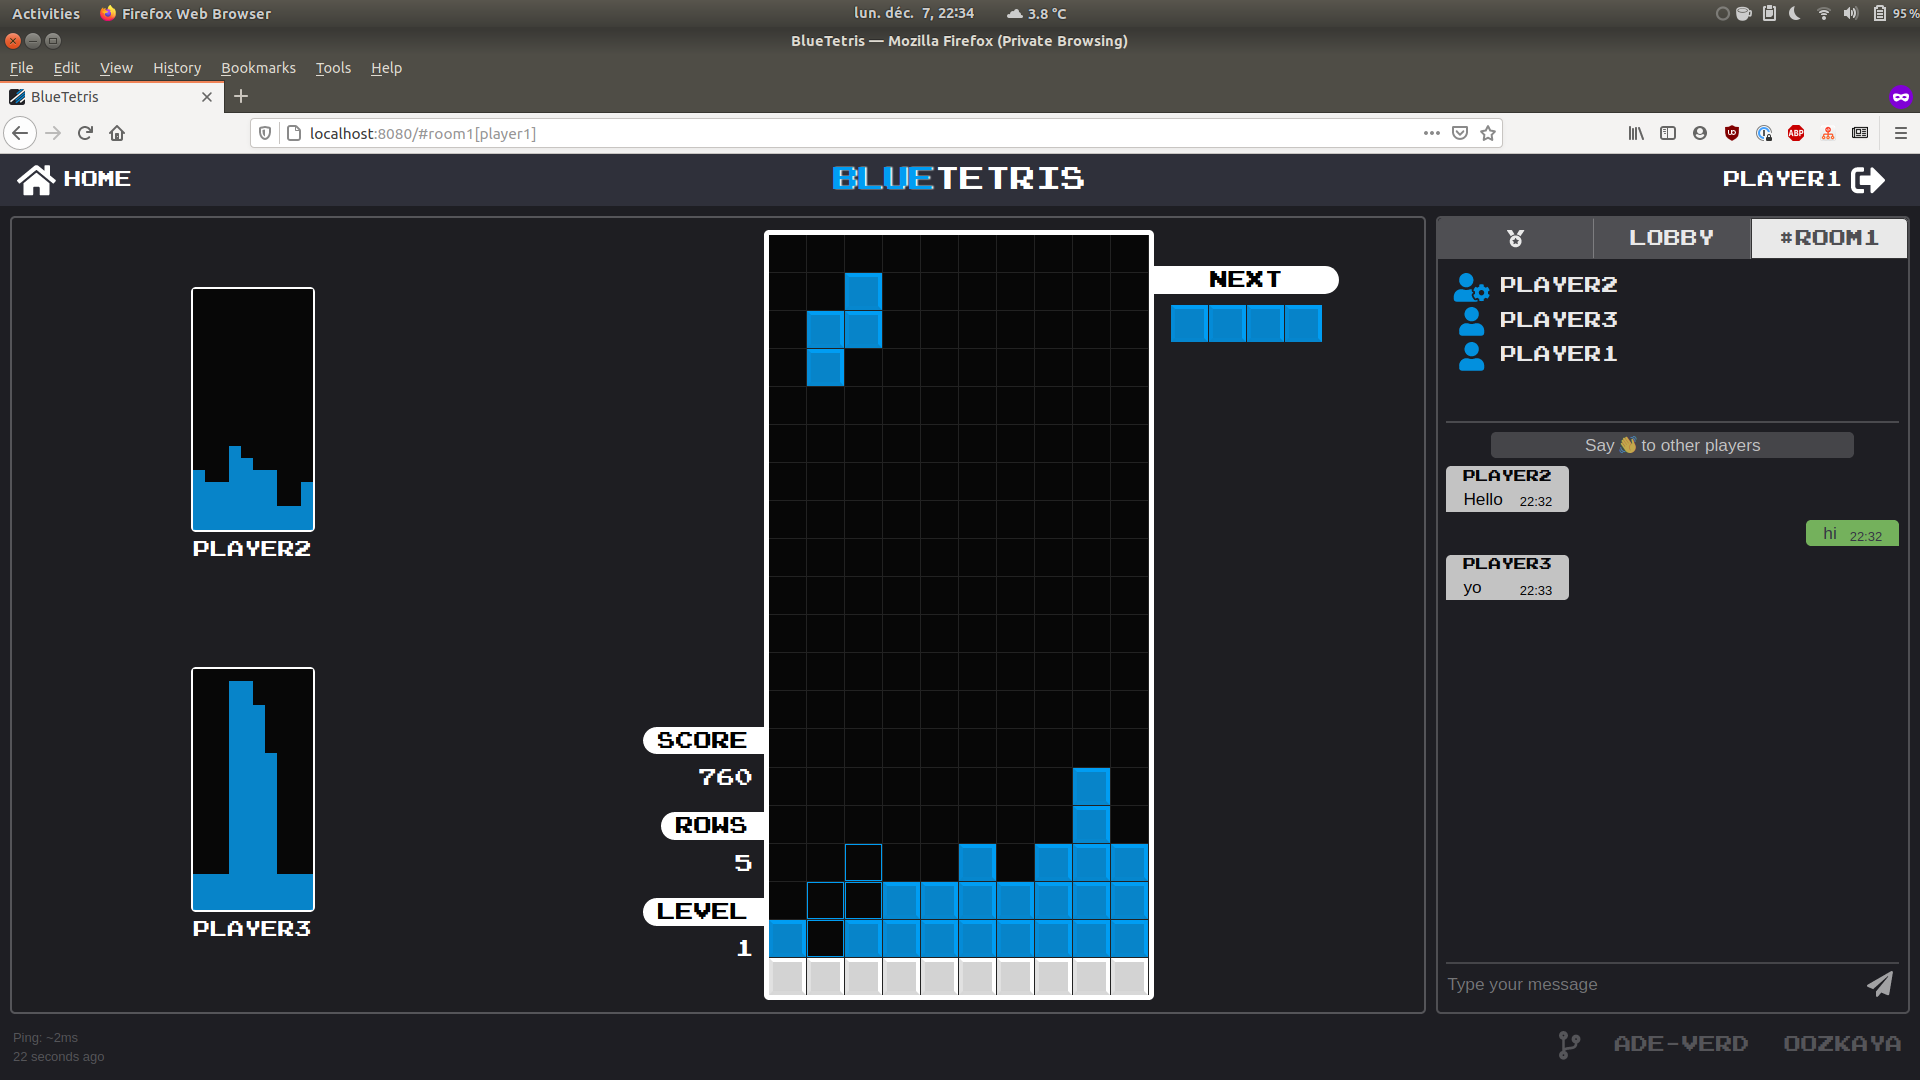 Activities Firefox Web Browser lun. déc. 7, 22:34 3.8 °C 95 %
BlueTetris — Mozilla Firefox (Private Browsing)
File Edit View History Bookmarks Tools Help
BlueTetris
localhost:8080/#room1[player1]
UO ABP
HOME BLUETETRIS PLAYER1
LOBBY #ROOM1
NEXT
PLAYER2
PLAYER3
PLAYER1
Say 👋 to other players
PLAYER2
Hello 22:32
hi 22:32
PLAYER3
yo 22:33
PLAYER2
PLAYER3
SCORE
760
ROWS
5
LEVEL
1
Type your message
Ping: ~2ms
22 seconds ago
ADE-VERD OOZKAYA